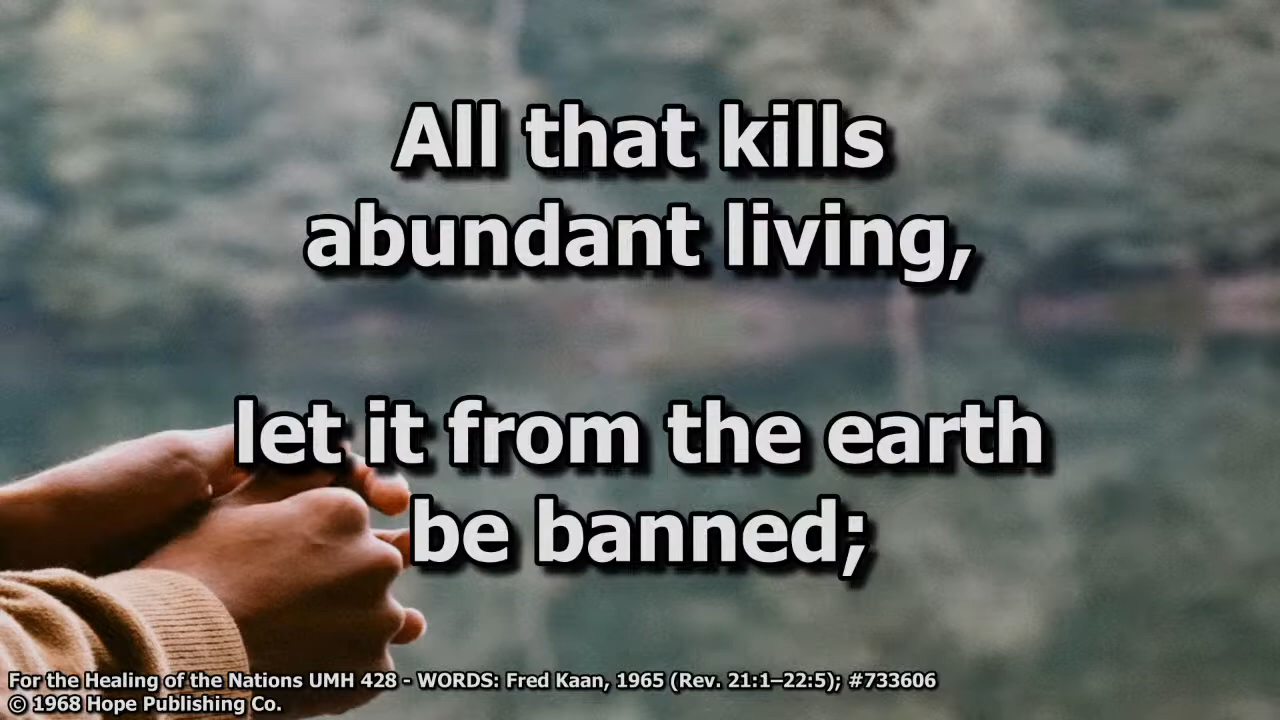 All that kills
abundant living,
let it from the earth
be banned;
For the Healing of the Nations UMH 428 - WORDS: Fred Kaan, 1965 (Rev. 21:1–22:5); #733606
© 1968 Hope Publishing Co.